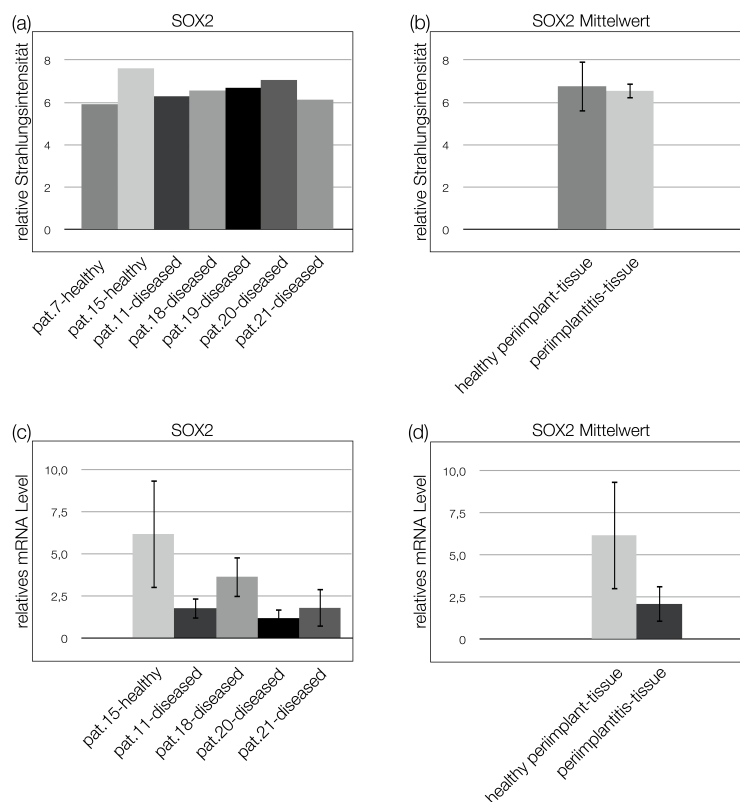 (a)
SOX2
relative Strahlungsintensität
8
6
4
2
0
pat.7-healthy
pat.15-healthy
pat.11-diseased
pat.18-diseased
pat.19-diseased
pat.20-diseased
pat.21-diseased
(b)
SOX2 Mittelwert
relative Strahlungsintensität
8
6
4
2
0
healthy periimplant-tissue
periimplantitis-tissue
(c)
SOX2
relatives mRNA Level
10,0
7,5
5,0
2,5
0
pat.15-healthy
pat.11-diseased
pat.18-diseased
pat.20-diseased
pat.21-diseased
(d)
SOX2 Mittelwert
relatives mRNA Level
10,0
7,5
5,0
2,5
0
healthy periimplant-tissue
periimplantitis-tissue